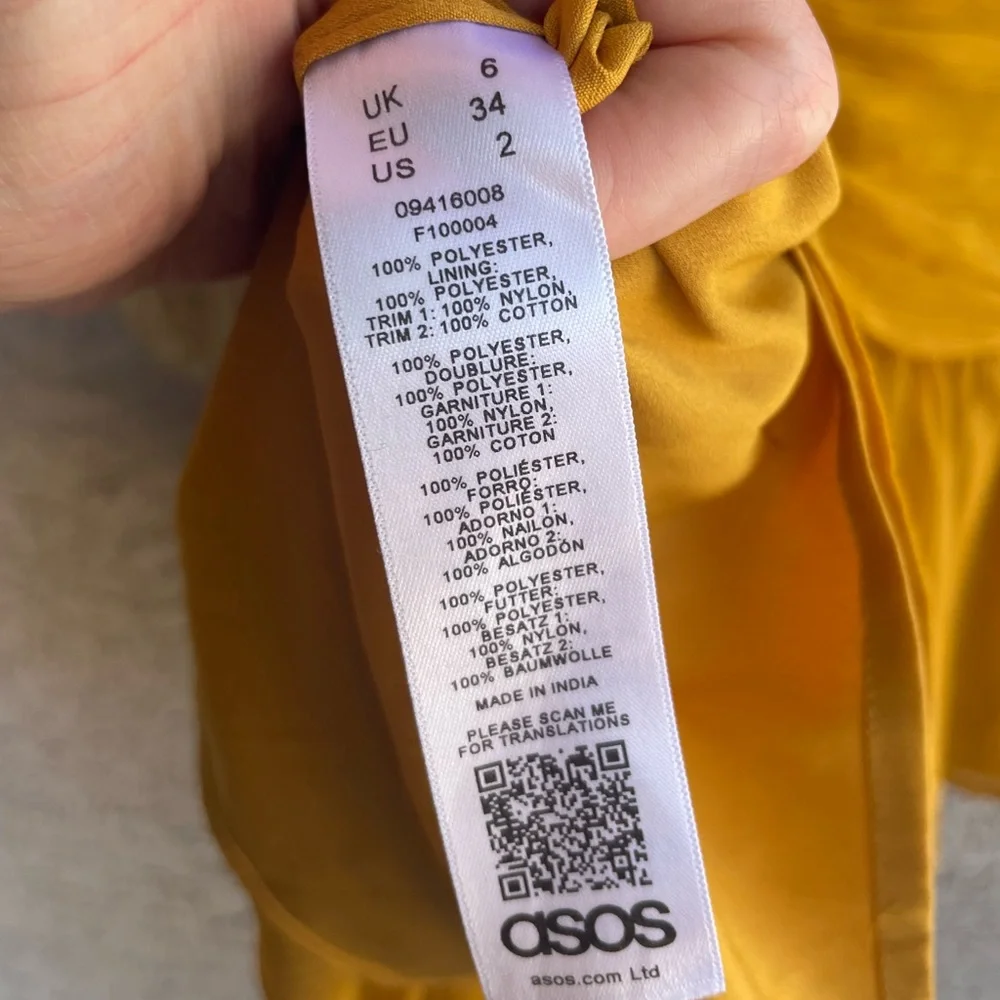 UK 6
EU 34
US 2
09416008
F100004
100% POLYESTER,
LINING:
100% POLYESTER,
TRIM 1: 100% NYLON,
TRIM 2: 100% COTTON
100% POLYESTER,
DOUBLURE:
100% POLYESTER,
GARNITURE 1:
100% NYLON,
GARNITURE 2:
100% COTON
100% POLIÉSTER,
FORRO:
100% POLIÉSTER,
ADORNO 1:
100% NAILON,
ADORNO 2:
100% ALGODÓN
100% POLYESTER,
FUTTER:
100% POLYESTER,
BESATZ 1:
100% NYLON,
BESATZ 2:
100% BAUMWOLLE
MADE IN INDIA
PLEASE SCAN ME
FOR TRANSLATIONS
asos
asos.com Ltd